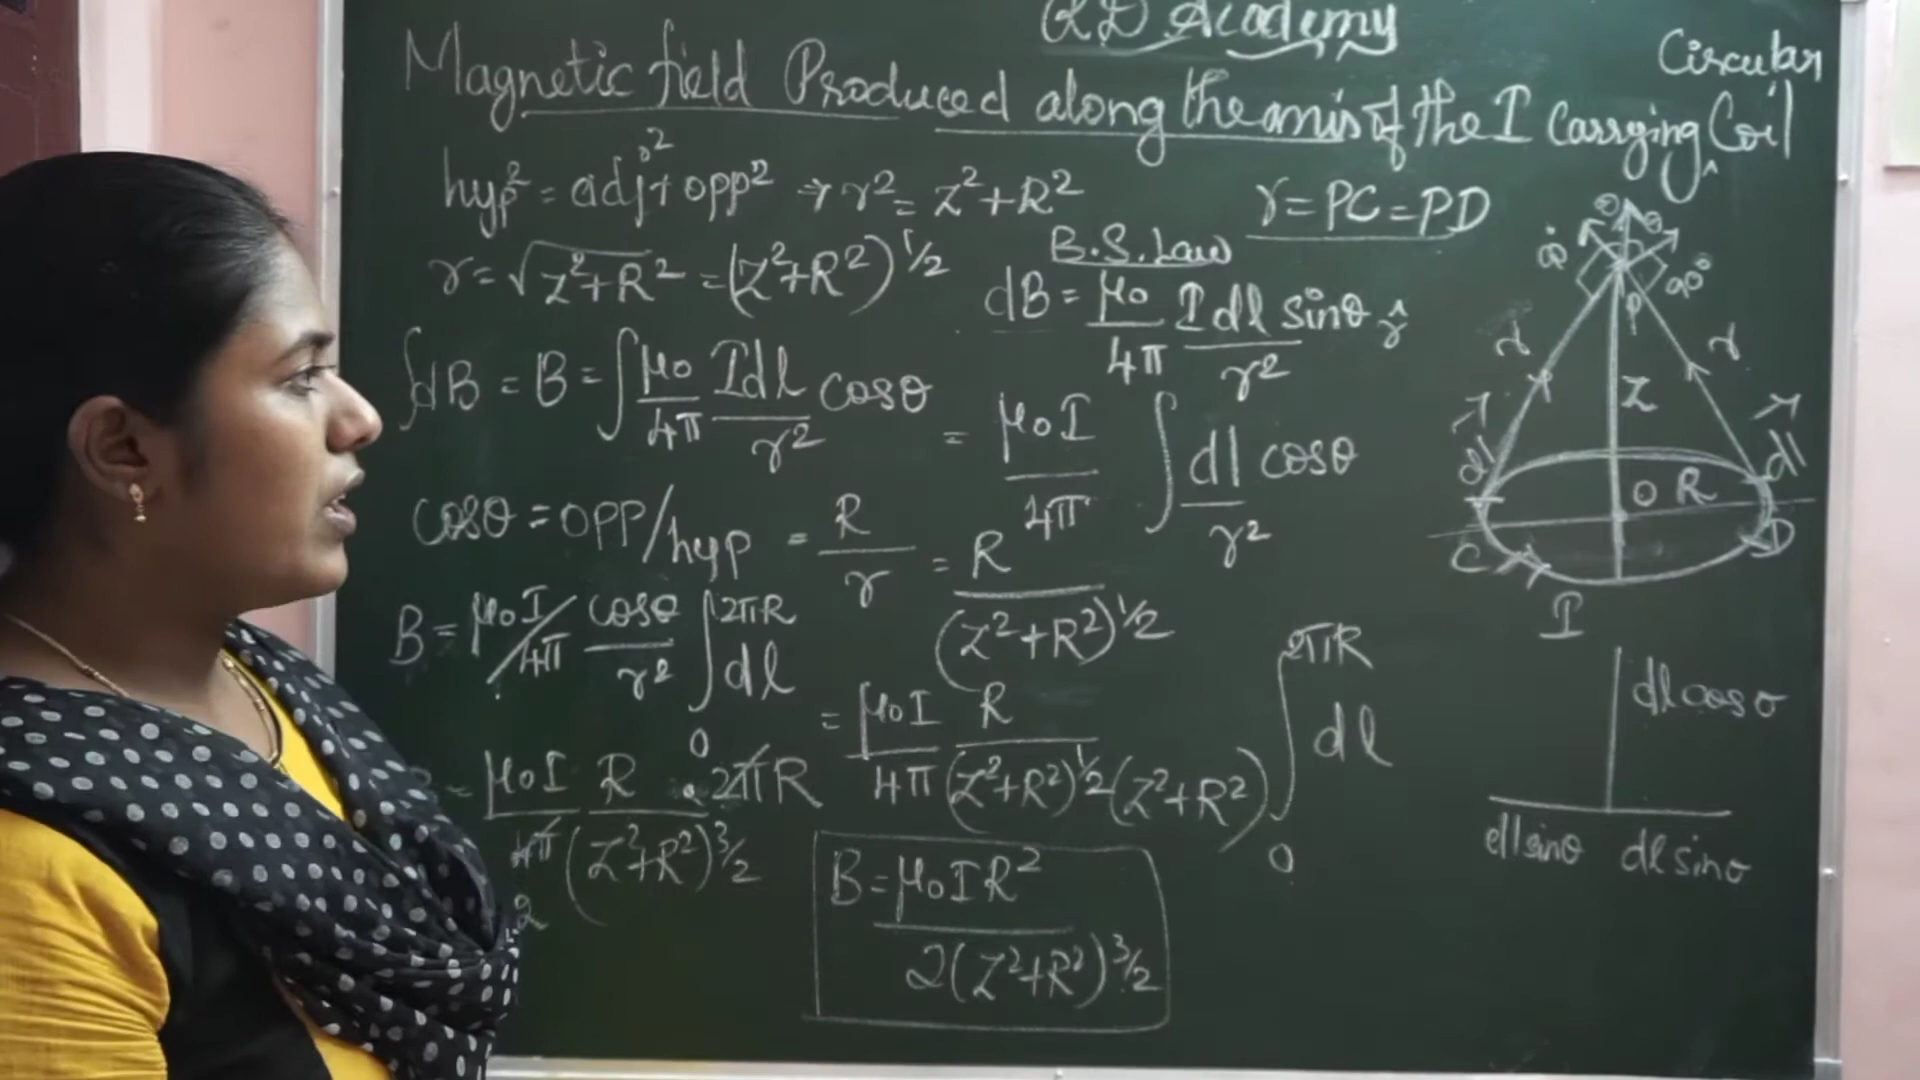 RD Academy
Circular
Magnetic field Produced along the axis of the I Carrying ^ Coil
hyp² = adj² + opp² ⇒ r² = Z² + R²
r = PC = PD
r = √Z²+R² = (Z²+R²)^1/2
B.S. Law
dB = μ₀/4π Idl sinθ/r² r̂
∫dB = B = ∫ μ₀/4π Idl/r² cosθ
= μ₀I/4π ∫ dl/r² cosθ
cosθ = OPP/hyp = R/r = R/(Z²+R²)^1/2
B = μ₀I/4π cosθ/r² ∫₀^2πR dl
= μ₀I/4π R/(Z²+R²)^1/2 (Z²+R²) ∫₀^2πR dl
= μ₀I/4π R/(Z²+R²)^3/2 . 2πR
2
B = μ₀IR²/2(Z²+R²)^3/2
θ θ
90°
P
r r
Z
dl dl
O R
C D
I
dl cosθ
dl sinθ dl sinθ